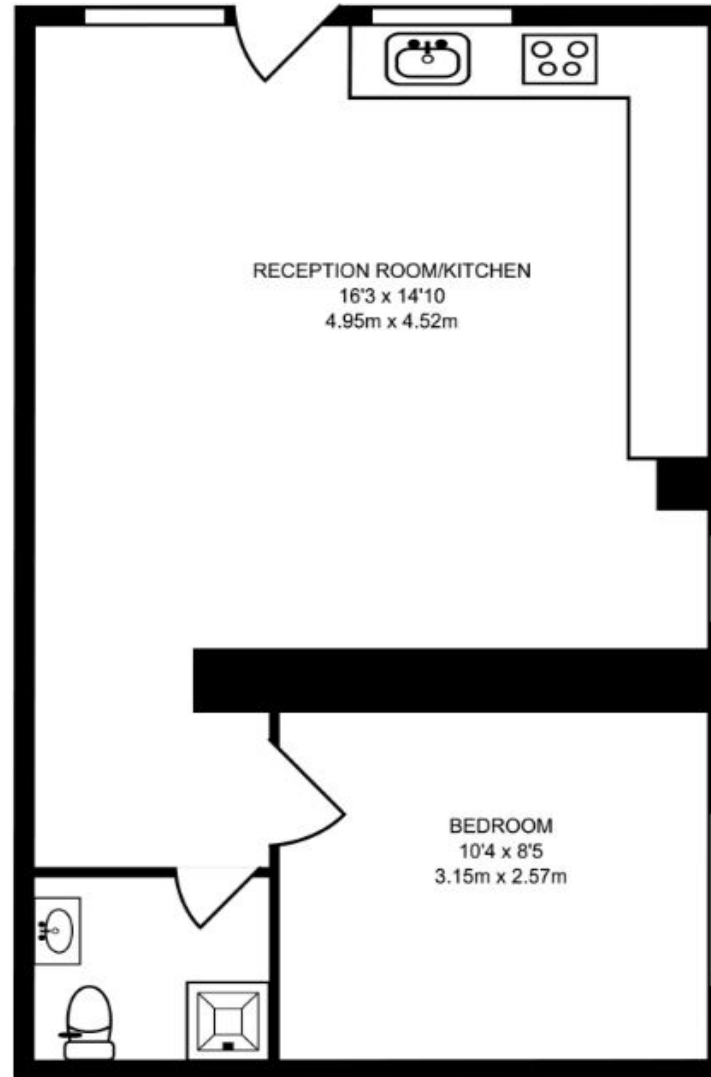 RECEPTION ROOM/KITCHEN
16'3 x 14'10
4.95m x 4.52m
BEDROOM
10'4 x 8'5
3.15m x 2.57m